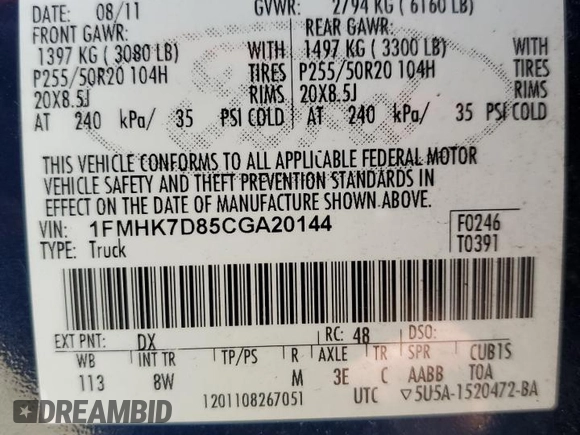 DATE: 08/11 GVWR: 2794 KG ( 6160 LB)
FRONT GAWR: REAR GAWR:
1397 KG ( 3080 LB) WITH 1497 KG ( 3300 LB) WITH
P255/50R20 104H TIRES P255/50R20 104H TIRES
20X8.5J RIMS 20X8.5J RIMS
AT 240 kPa/ 35 PSI COLD AT 240 kPa/ 35 PSI COLD
THIS VEHICLE CONFORMS TO ALL APPLICABLE FEDERAL MOTOR
VEHICLE SAFETY AND THEFT PREVENTION STANDARDS IN
EFFECT ON THE DATE OF MANUFACTURE SHOWN ABOVE.
VIN: 1FMHK7D85CGA20144 F0246
TYPE: Truck T0391
EXT PNT: DX RC: 48 DSO:
WB INT TR TP/PS R AXLE TR SPR CUBIS
113 8W M 3E C AABB TOA
1201108267051 UTC ▽5U5A-1520472-BA
DREAMBID